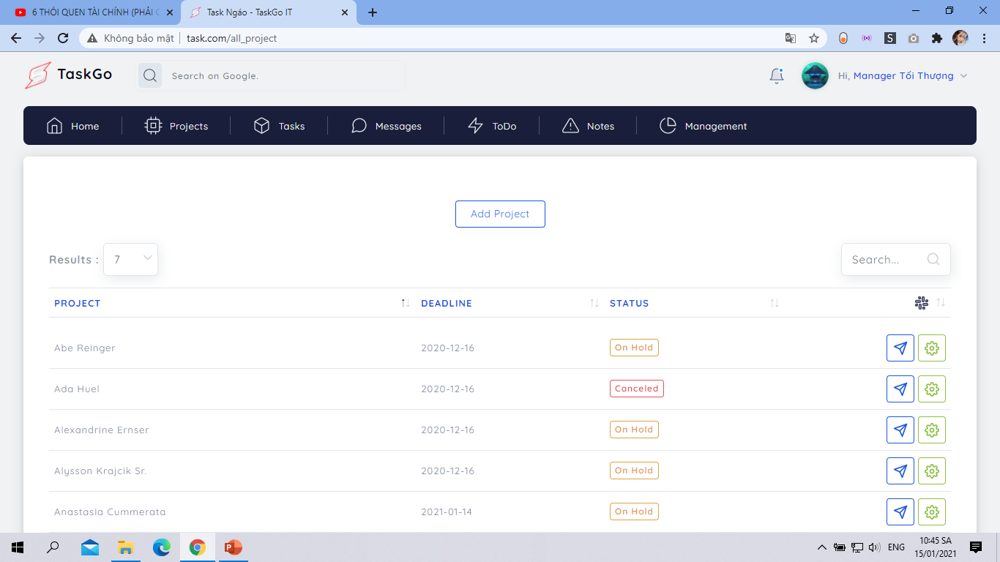 6 THÓI QUEN TÀI CHÍNH (PHẢI C
Task Ngáo - TaskGo IT
Không bảo mật
task.com/all_project
TaskGo
Search on Google.
Hi, Manager Tối Thượng
Home
Projects
Tasks
Messages
ToDo
Notes
Management
Add Project
Results :
7
Search...
PROJECT
DEADLINE
STATUS
Abe Reinger
2020-12-16
On Hold
Ada Huel
2020-12-16
Canceled
Alexandrine Ernser
2020-12-16
On Hold
Alysson Krajcik Sr.
2020-12-16
On Hold
Anastasia Cummerata
2021-01-14
On Hold
ENG
10:45 SA
15/01/2021